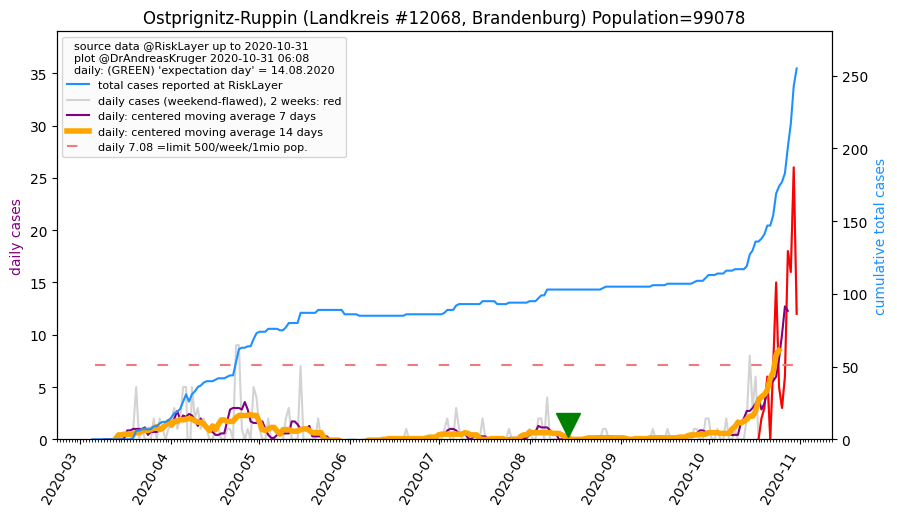 Ostprignitz-Ruppin (Landkreis #12068, Brandenburg) Population=99078
source data @RiskLayer up to 2020-10-31
plot @DrAndreasKruger 2020-10-31 06:08
daily: (GREEN) 'expectation day' = 14.08.2020
total cases reported at RiskLayer
daily cases (weekend-flawed), 2 weeks: red
daily: centered moving average 7 days
daily: centered moving average 14 days
daily 7.08 =limit 500/week/1mio pop.
daily cases
35
30
25
20
15
10
5
0
cumulative total cases
250
200
150
100
50
0
2020-03
2020-04
2020-05
2020-06
2020-07
2020-08
2020-09
2020-10
2020-11